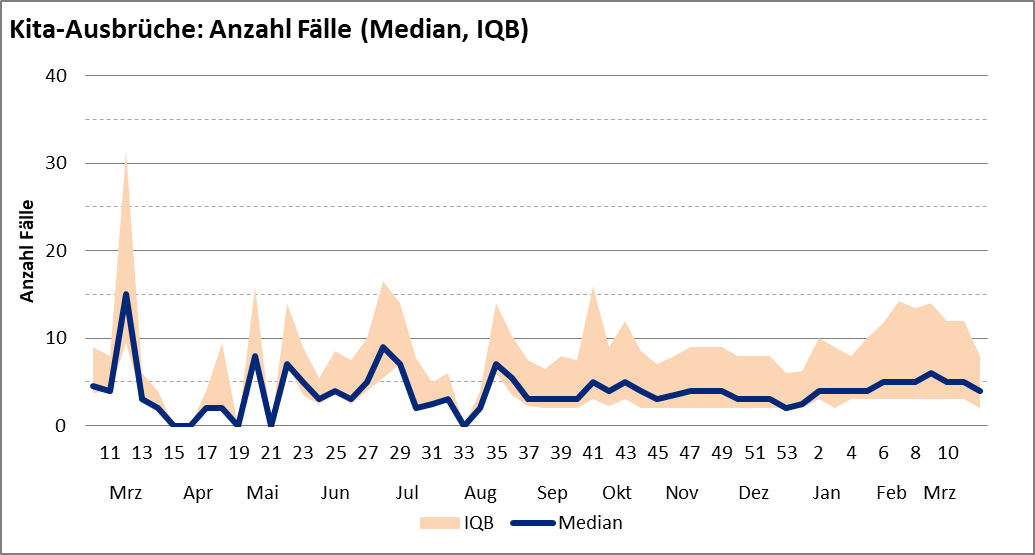 Kita-Ausbrüche: Anzahl Fälle (Median, IQB)
40
30
20
10
0
Anzahl Fälle
11 13 15 17 19 21 23 25 27 29 31 33 35 37 39 41 43 45 47 49 51 53 2 4 6 8 10
Mrz Apr Mai Jun Jul Aug Sep Okt Nov Dez Jan Feb Mrz
IQB Median